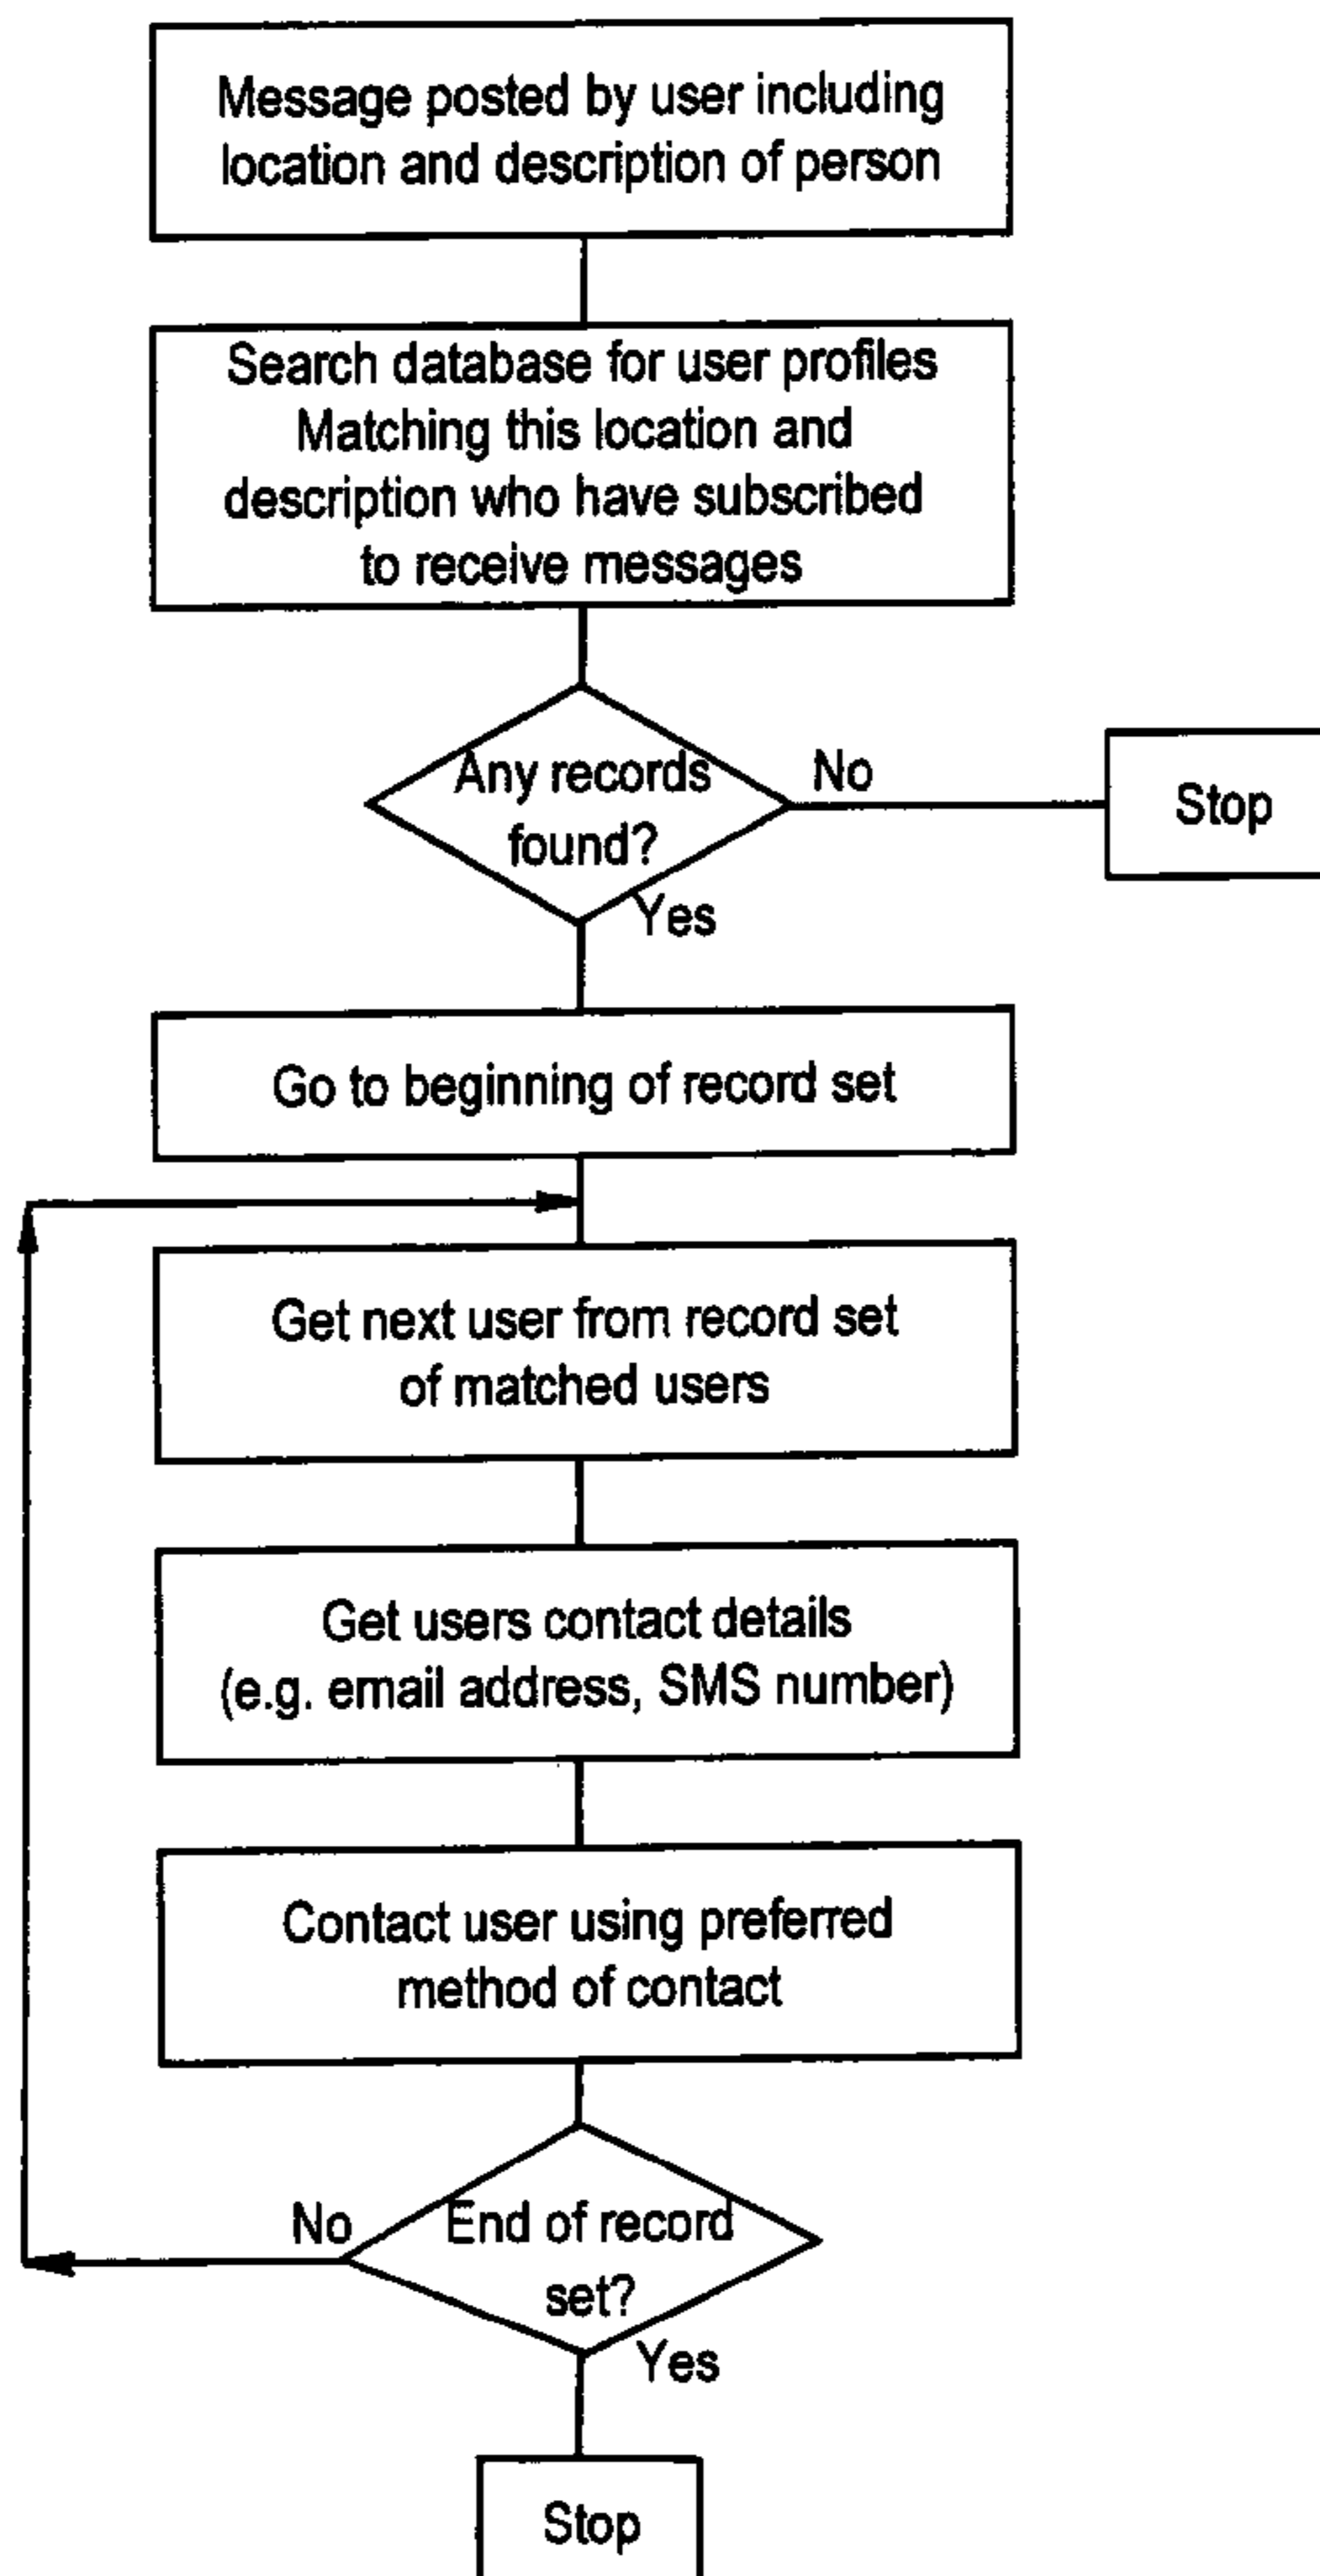 Message posted by user including
location and description of person
Search database for user profiles
Matching this location and
description who have subscribed
to receive messages
Any records
found?
No
Stop
Yes
Go to beginning of record set
Get next user from record set
of matched users
Get users contact details
(e.g. email address, SMS number)
Contact user using preferred
method of contact
No
End of record
set?
Yes
Stop